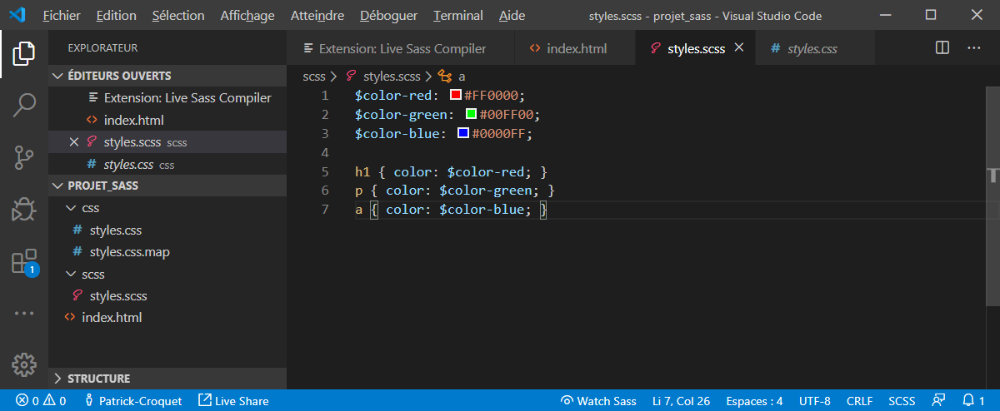 Fichier Edition Sélection Affichage Atteindre Déboguer Terminal Aide styles.scss - projet_sass - Visual Studio Code
EXPLORATEUR
ÉDITEURS OUVERTS
Extension: Live Sass Compiler
index.html
styles.scss scss
styles.css css
PROJET_SASS
css
styles.css
styles.css.map
scss
styles.scss
index.html
STRUCTURE
1
Extension: Live Sass Compiler index.html styles.scss styles.css
scss > styles.scss > a
1 $color-red: #FF0000;
2 $color-green: #00FF00;
3 $color-blue: #0000FF;
4
5 h1 { color: $color-red; }
6 p { color: $color-green; }
7 a { color: $color-blue; }
0 0 Patrick-Croquet Live Share Watch Sass Li 7, Col 26 Espaces : 4 UTF-8 CRLF SCSS 1